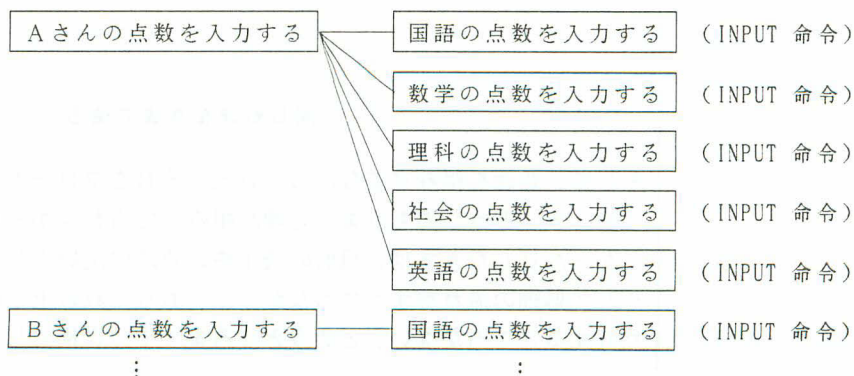 Aさんの点数を入力する 国語の点数を入力する (INPUT 命令)
数学の点数を入力する (INPUT 命令)
理科の点数を入力する (INPUT 命令)
社会の点数を入力する (INPUT 命令)
英語の点数を入力する (INPUT 命令)
Bさんの点数を入力する 国語の点数を入力する (INPUT 命令)
⋮ ⋮